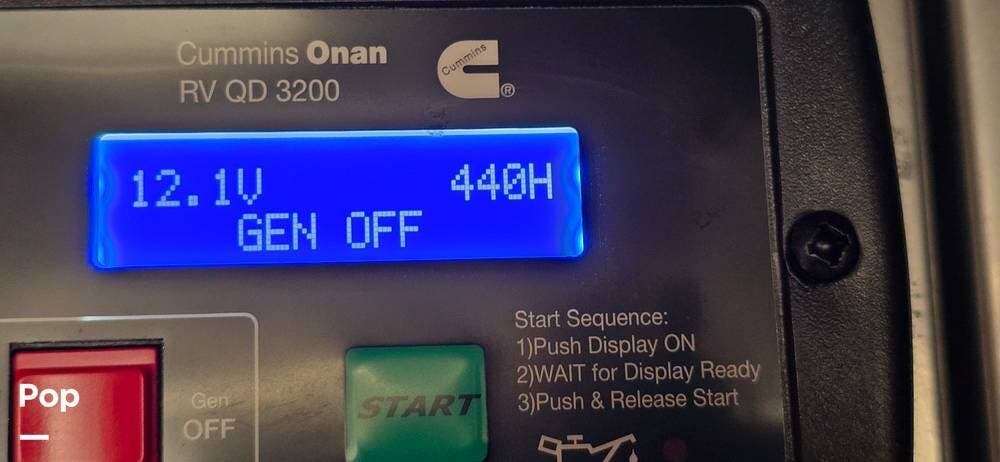 Cummins Onan
RV QD 3200
Cummins
®
12.1V 440H
GEN OFF
Start Sequence:
1)Push Display ON
2)WAIT for Display Ready
3)Push & Release Start
Pop
Gen
OFF
START